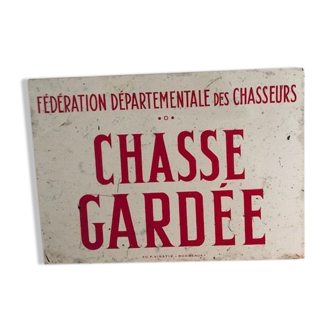 FÉDÉRATION DÉPARTEMENTALE DES CHASSEURS
CHASSE
GARDÉE